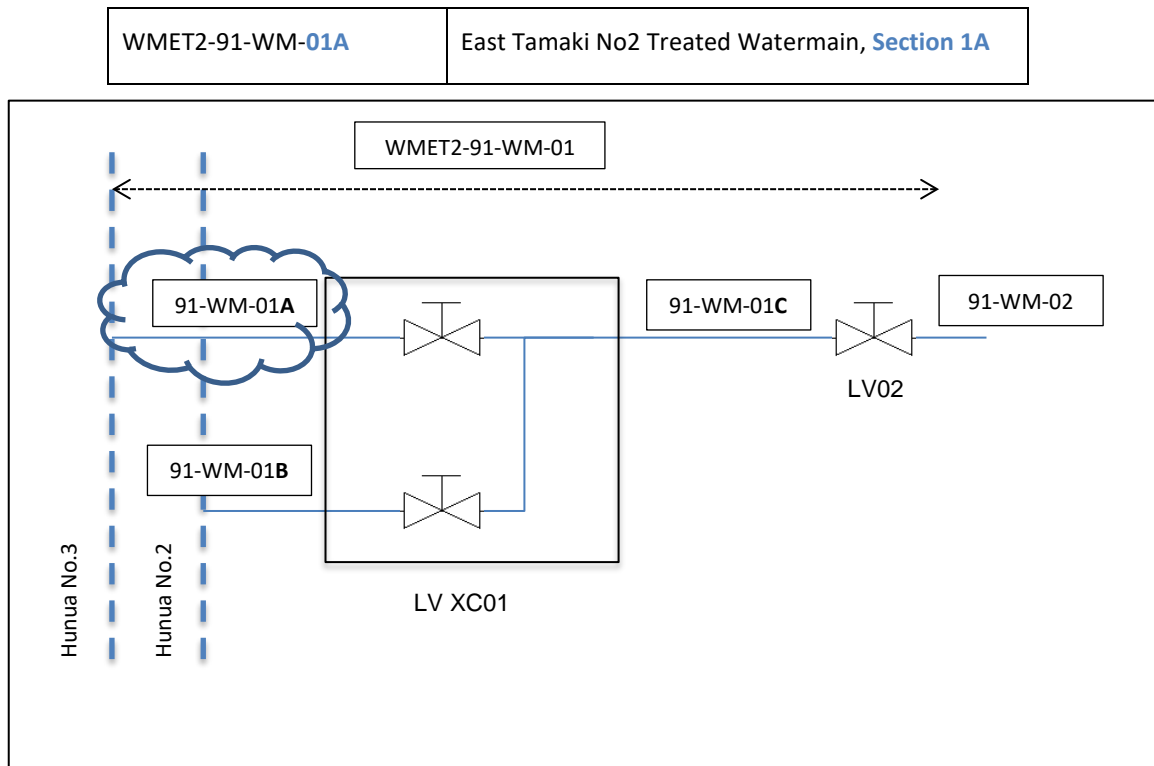 WMET2-91-WM-01A
East Tamaki No2 Treated Watermain, Section 1A
WMET2-91-WM-01
91-WM-01A
91-WM-01C
91-WM-02
LV02
91-WM-01B
Hunua No.3
Hunua No.2
LV XC01